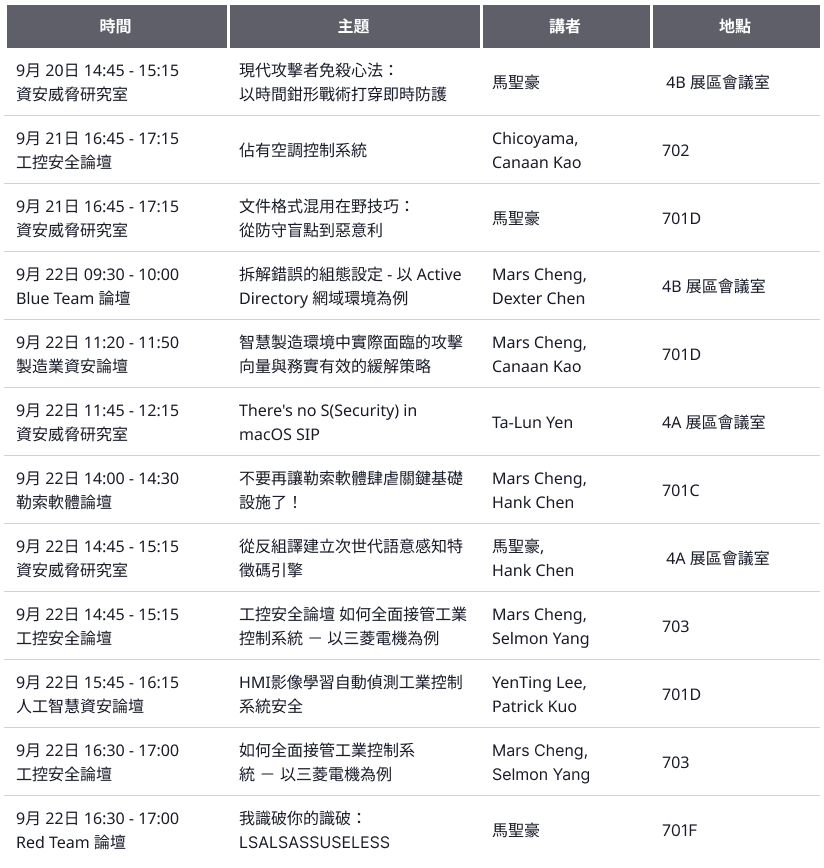 時間 主題 講者 地點
9月 20日 14:45 - 15:15
資安威脅研究室
現代攻擊者免殺心法：
以時間鉗形戰術打穿即時防護
馬聖豪
4B 展區會議室
9月 21日 16:45 - 17:15
工控安全論壇
佔有空調控制系統
Chicoyama,
Canaan Kao
702
9月 21日 16:45 - 17:15
資安威脅研究室
文件格式混用在野技巧：
從防守盲點到惡意利
馬聖豪
701D
9月 22日 09:30 - 10:00
Blue Team 論壇
拆解錯誤的組態設定 - 以 Active
Directory 網域環境為例
Mars Cheng,
Dexter Chen
4B 展區會議室
9月 22日 11:20 - 11:50
製造業資安論壇
智慧製造環境中實際面臨的攻擊
向量與務實有效的緩解策略
Mars Cheng,
Canaan Kao
701D
9月 22日 11:45 - 12:15
資安威脅研究室
There's no S(Security) in
macOS SIP
Ta-Lun Yen
4A 展區會議室
9月 22日 14:00 - 14:30
勒索軟體論壇
不要再讓勒索軟體肆虐關鍵基礎
設施了！
Mars Cheng,
Hank Chen
701C
9月 22日 14:45 - 15:15
資安威脅研究室
從反組譯建立次世代語意感知特
徵碼引擎
馬聖豪,
Hank Chen
4A 展區會議室
9月 22日 14:45 - 15:15
工控安全論壇
工控安全論壇 如何全面接管工業
控制系統 － 以三菱電機為例
Mars Cheng,
Selmon Yang
703
9月 22日 15:45 - 16:15
人工智慧資安論壇
HMI影像學習自動偵測工業控制
系統安全
YenTing Lee,
Patrick Kuo
701D
9月 22日 16:30 - 17:00
工控安全論壇
如何全面接管工業控制系
統 － 以三菱電機為例
Mars Cheng,
Selmon Yang
703
9月 22日 16:30 - 17:00
Red Team 論壇
我識破你的識破：
LSALSASSUSELESS
馬聖豪
701F